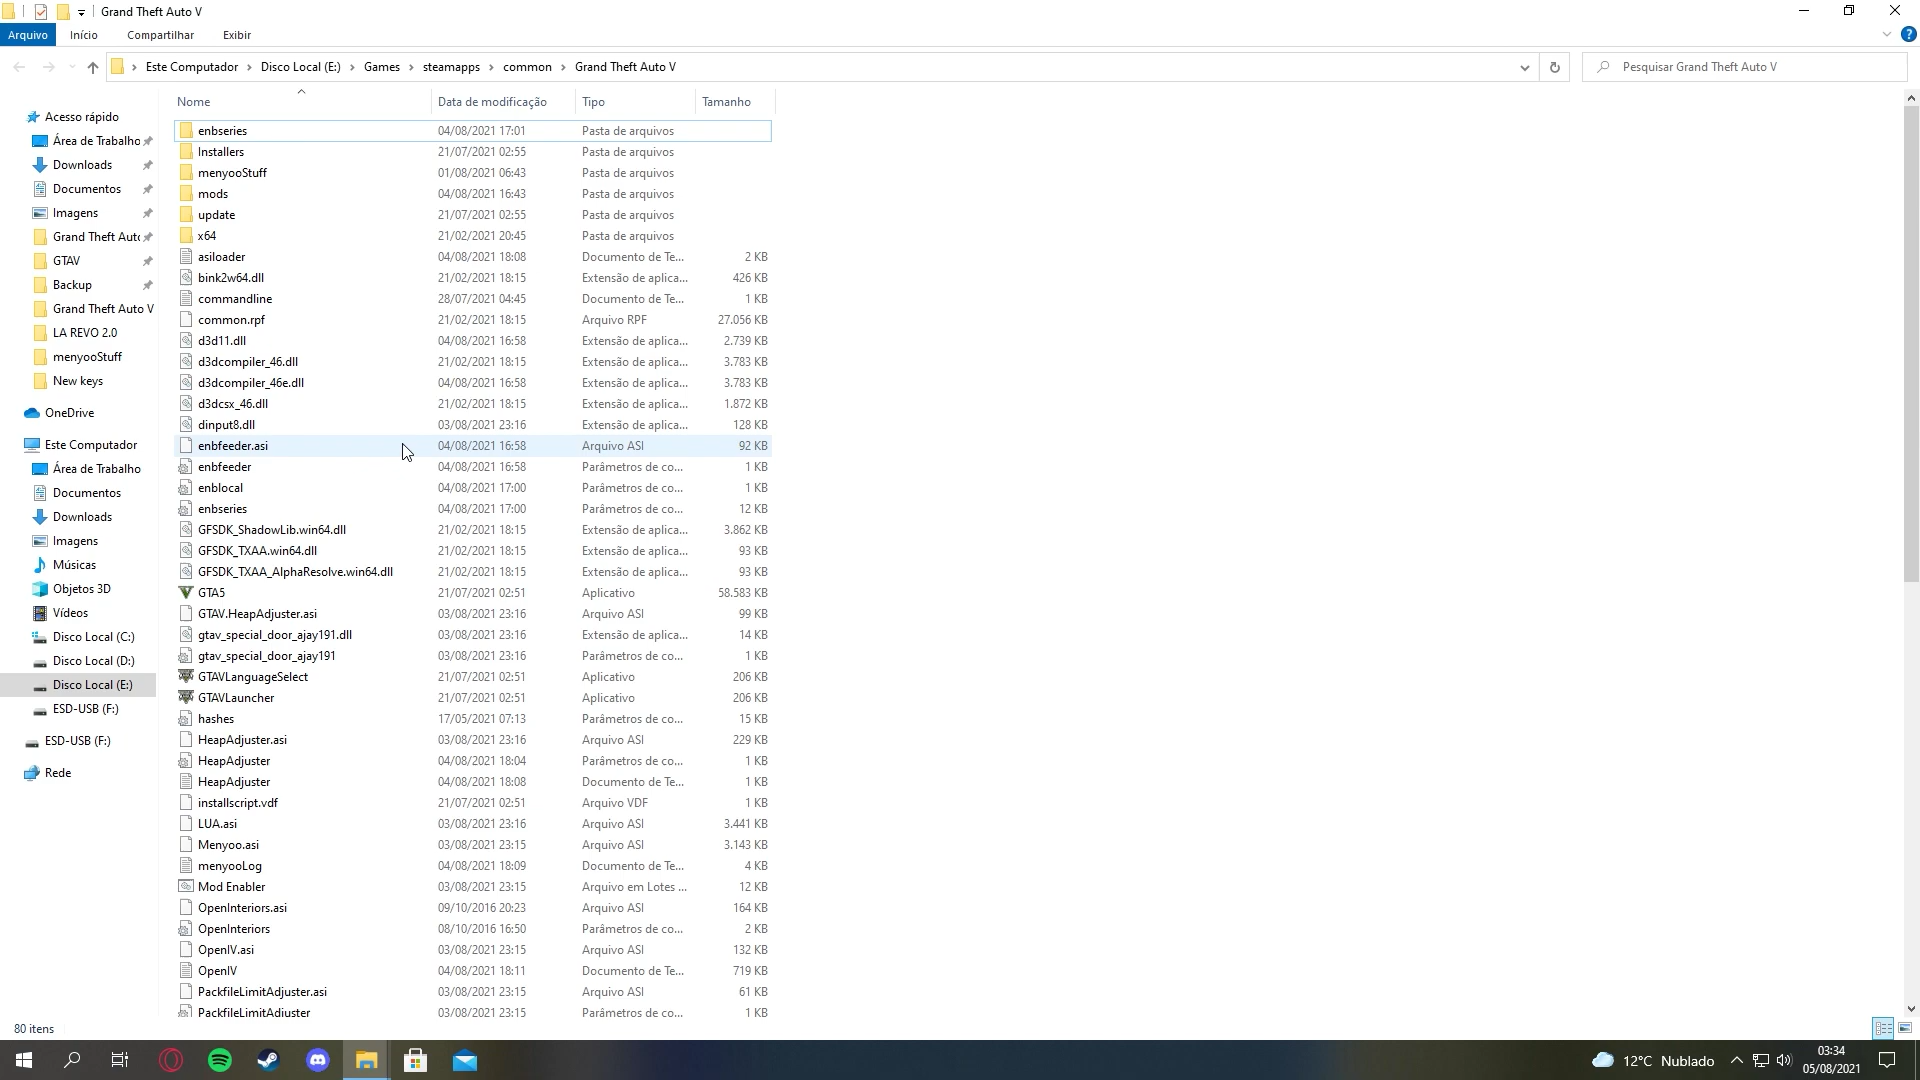 Grand Theft Auto V
Arquivo Início Compartilhar Exibir
Este Computador > Disco Local (E:) > Games > steamapps > common > Grand Theft Auto V
Pesquisar Grand Theft Auto V
Acesso rápido
Área de Trabalho
Downloads
Documentos
Imagens
Grand Theft Auto
GTAV
Backup
Grand Theft Auto V
LA REVO 2.0
menyooStuff
New keys
OneDrive
Este Computador
Área de Trabalho
Documentos
Downloads
Imagens
Músicas
Objetos 3D
Vídeos
Disco Local (C:)
Disco Local (D:)
Disco Local (E:)
ESD-USB (F:)
ESD-USB (F:)
Rede
Nome Data de modificação Tipo Tamanho
enbseries 04/08/2021 17:01 Pasta de arquivos
Installers 21/07/2021 02:55 Pasta de arquivos
menyooStuff 01/08/2021 06:43 Pasta de arquivos
mods 04/08/2021 16:43 Pasta de arquivos
update 21/07/2021 02:55 Pasta de arquivos
x64 21/02/2021 20:45 Pasta de arquivos
asiloader 04/08/2021 18:08 Documento de Te... 2 KB
bink2w64.dll 21/02/2021 18:15 Extensão de aplica... 426 KB
commandline 28/07/2021 04:45 Documento de Te... 1 KB
common.rpf 21/02/2021 18:15 Arquivo RPF 27.056 KB
d3d11.dll 04/08/2021 16:58 Extensão de aplica... 2.739 KB
d3dcompiler_46.dll 21/02/2021 18:15 Extensão de aplica... 3.783 KB
d3dcompiler_46e.dll 04/08/2021 16:58 Extensão de aplica... 3.783 KB
d3dcsx_46.dll 21/02/2021 18:15 Extensão de aplica... 1.872 KB
dinput8.dll 03/08/2021 23:16 Extensão de aplica... 128 KB
enbfeeder.asi 04/08/2021 16:58 Arquivo ASI 92 KB
enbfeeder 04/08/2021 16:58 Parâmetros de co... 1 KB
enblocal 04/08/2021 17:00 Parâmetros de co... 1 KB
enbseries 04/08/2021 17:00 Parâmetros de co... 12 KB
GFSDK_ShadowLib.win64.dll 21/02/2021 18:15 Extensão de aplica... 3.862 KB
GFSDK_TXAA.win64.dll 21/02/2021 18:15 Extensão de aplica... 93 KB
GFSDK_TXAA_AlphaResolve.win64.dll 21/02/2021 18:15 Extensão de aplica... 93 KB
GTA5 21/07/2021 02:51 Aplicativo 58.583 KB
GTAV.HeapAdjuster.asi 03/08/2021 23:16 Arquivo ASI 99 KB
gtav_special_door_ajay191.dll 03/08/2021 23:16 Extensão de aplica... 14 KB
gtav_special_door_ajay191 03/08/2021 23:16 Parâmetros de co... 1 KB
GTAVLanguageSelect 21/07/2021 02:51 Aplicativo 206 KB
GTAVLauncher 21/07/2021 02:51 Aplicativo 206 KB
hashes 17/05/2021 07:13 Parâmetros de co... 15 KB
HeapAdjuster.asi 03/08/2021 23:16 Arquivo ASI 229 KB
HeapAdjuster 04/08/2021 18:04 Parâmetros de co... 1 KB
HeapAdjuster 04/08/2021 18:08 Documento de Te... 1 KB
installscript.vdf 21/07/2021 02:51 Arquivo VDF 1 KB
LUA.asi 03/08/2021 23:16 Arquivo ASI 3.441 KB
Menyoo.asi 03/08/2021 23:15 Arquivo ASI 3.143 KB
menyooLog 04/08/2021 18:09 Documento de Te... 4 KB
Mod Enabler 03/08/2021 23:15 Arquivo em Lotes ... 12 KB
OpenInteriors.asi 09/10/2016 20:23 Arquivo ASI 164 KB
OpenInteriors 08/10/2016 16:50 Parâmetros de co... 2 KB
OpenIV.asi 03/08/2021 23:15 Arquivo ASI 132 KB
OpenIV 04/08/2021 18:11 Documento de Te... 719 KB
PackfileLimitAdjuster.asi 03/08/2021 23:15 Arquivo ASI 61 KB
PackfileLimitAdjuster 03/08/2021 23:15 Parâmetros de co... 1 KB
80 itens
12°C Nublado
03:34
05/08/2021